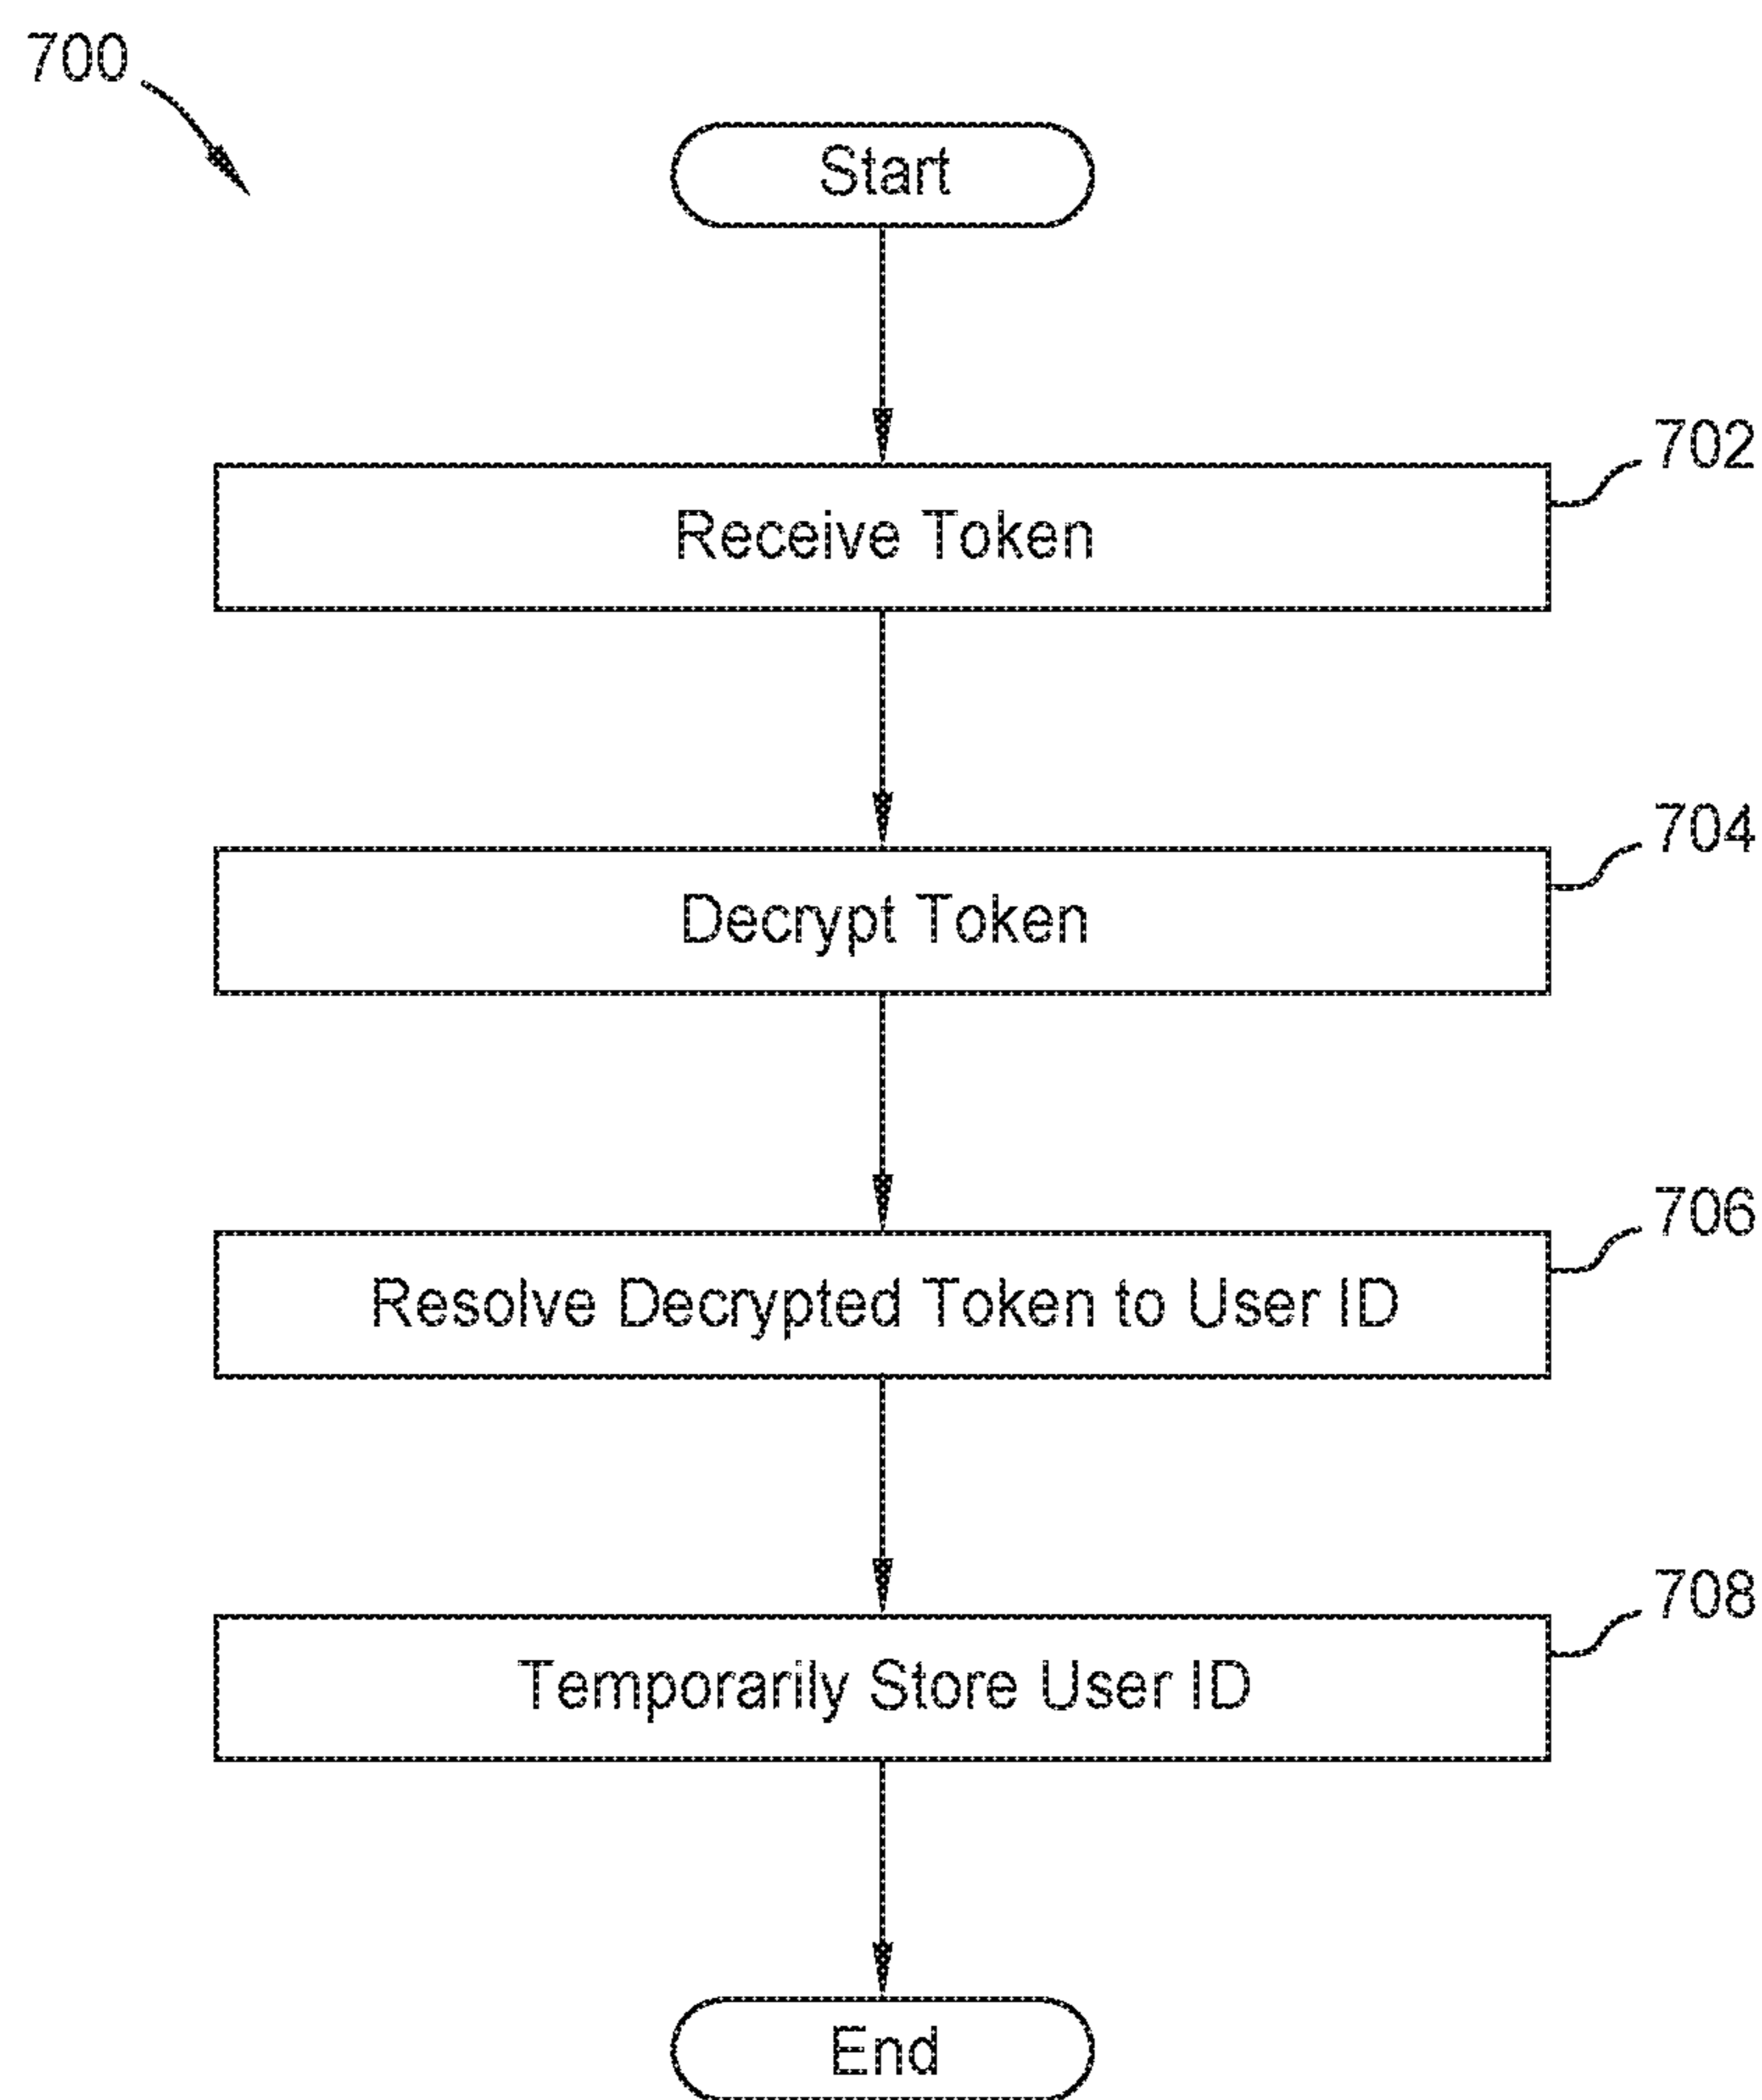 700
Start
702
Receive Token
704
Decrypt Token
706
Resolve Decrypted Token to User ID
708
Temporarily Store User ID
End